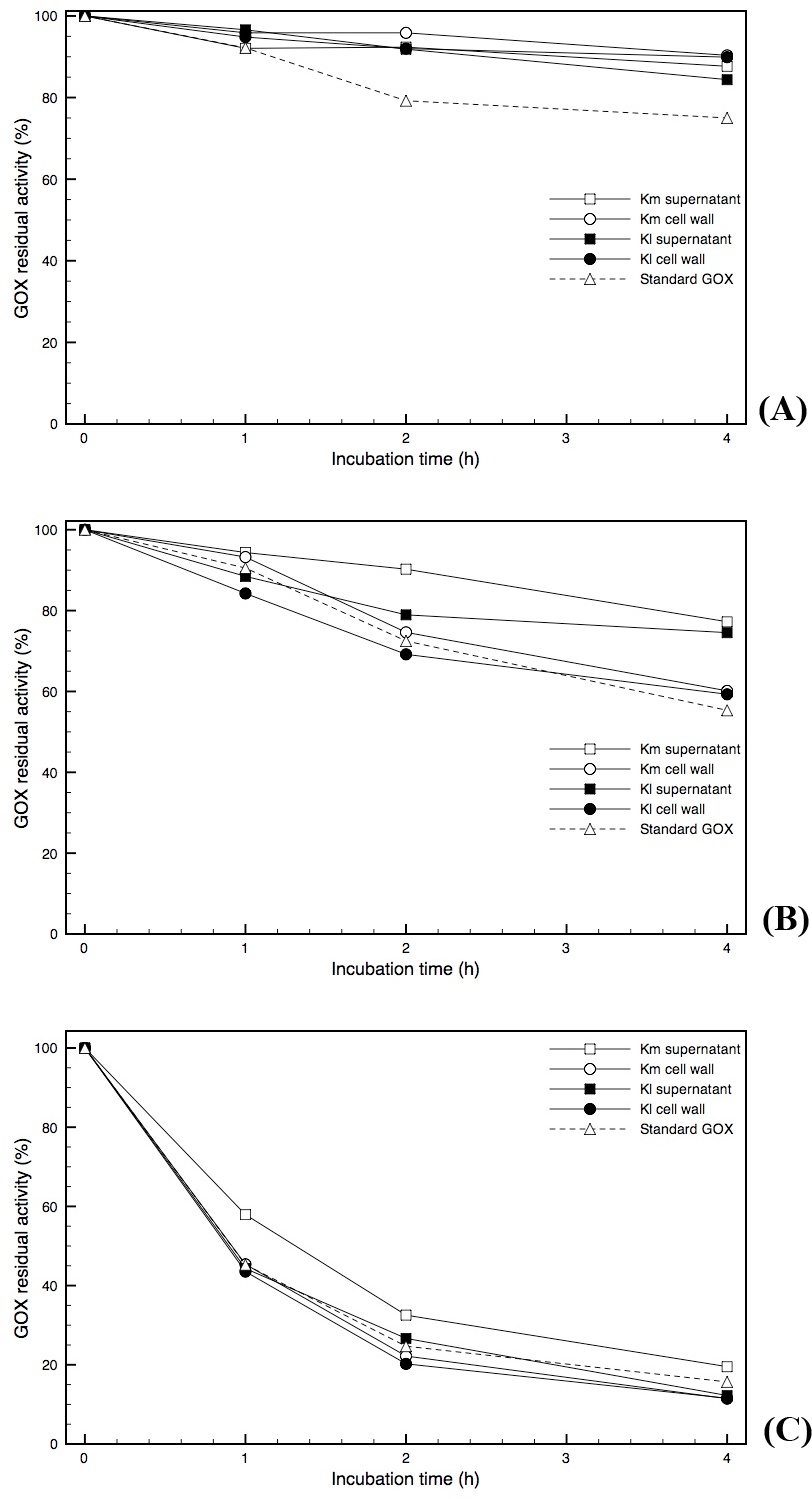 100
80
60
40
20
0
GOX residual activity (%)
Km supernatant
Km cell wall
Kl supernatant
Kl cell wall
Standard GOX
0 1 2 3 4
Incubation time (h)
(A)
100
80
60
40
20
0
GOX residual activity (%)
Km supernatant
Km cell wall
Kl supernatant
Kl cell wall
Standard GOX
0 1 2 3 4
Incubation time (h)
(B)
100
80
60
40
20
0
GOX residual activity (%)
Km supernatant
Km cell wall
Kl supernatant
Kl cell wall
Standard GOX
0 1 2 3 4
Incubation time (h)
(C)